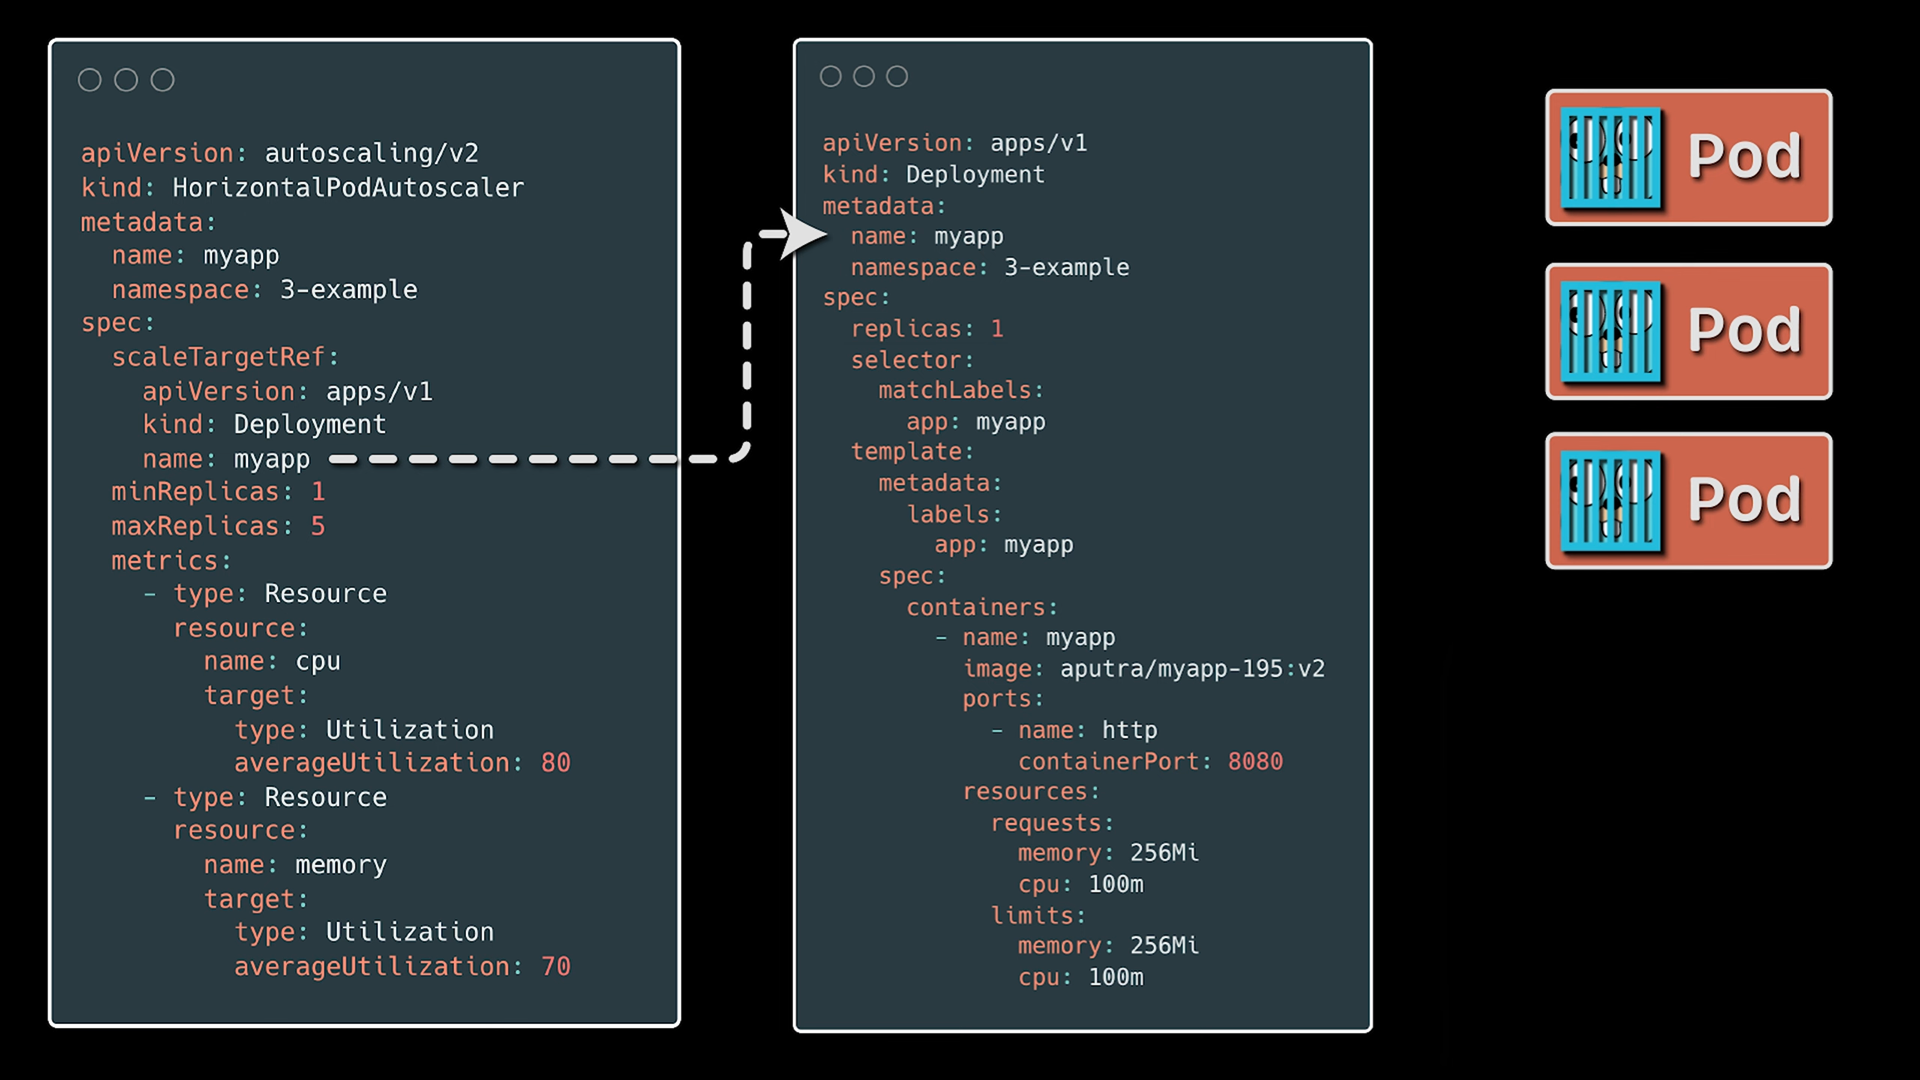 apiVersion: autoscaling/v2
kind: HorizontalPodAutoscaler
metadata:
  name: myapp
  namespace: 3-example
spec:
  scaleTargetRef:
    apiVersion: apps/v1
    kind: Deployment
    name: myapp
  minReplicas: 1
  maxReplicas: 5
  metrics:
    - type: Resource
      resource:
        name: cpu
        target:
          type: Utilization
          averageUtilization: 80
    - type: Resource
      resource:
        name: memory
        target:
          type: Utilization
          averageUtilization: 70
apiVersion: apps/v1
kind: Deployment
metadata:
  name: myapp
  namespace: 3-example
spec:
  replicas: 1
  selector:
    matchLabels:
      app: myapp
  template:
    metadata:
      labels:
        app: myapp
    spec:
      containers:
        - name: myapp
          image: aputra/myapp-195:v2
          ports:
            - name: http
              containerPort: 8080
          resources:
            requests:
              memory: 256Mi
              cpu: 100m
            limits:
              memory: 256Mi
              cpu: 100m
Pod
Pod
Pod